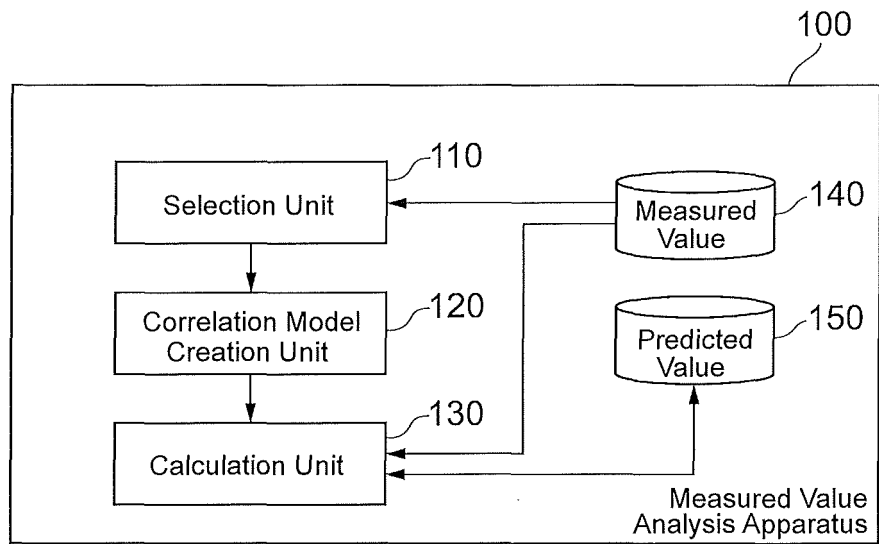 100
110
Selection Unit
Measured
Value
140
120
Correlation Model
Creation Unit
150
Predicted
Value
130
Calculation Unit
Measured Value
Analysis Apparatus